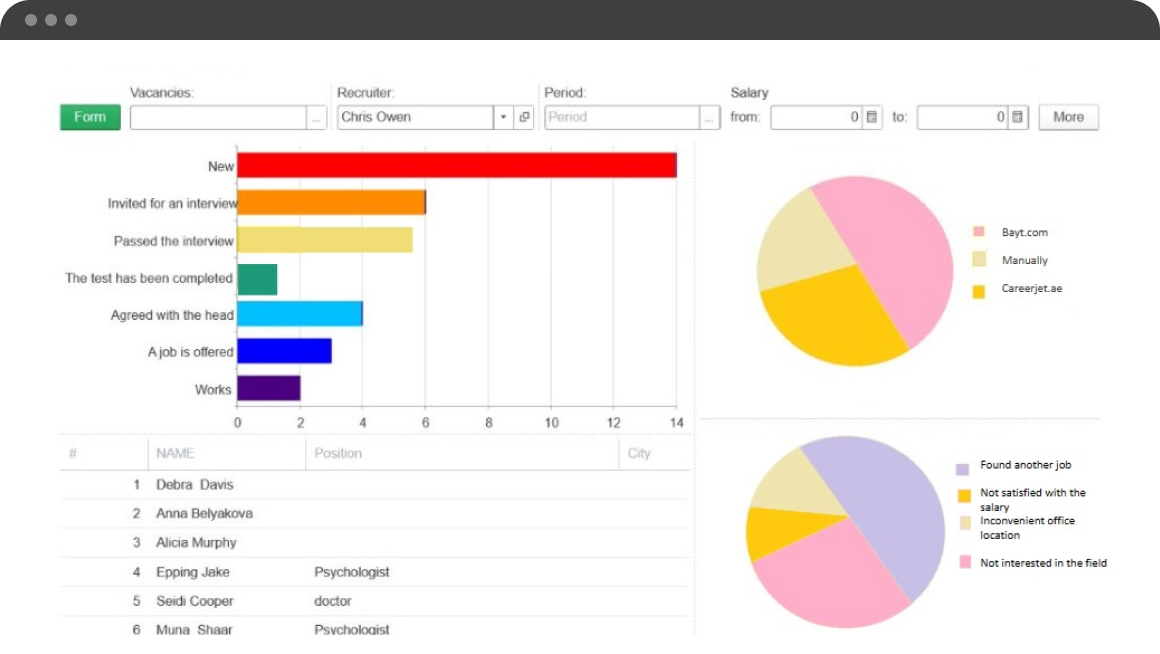 Vacancies: Recruiter: Period: Salary
Form ... Chris Owen Period ... from: 0 to: 0 More
New
Invited for an interview
Passed the interview
The test has been completed
Agreed with the head
A job is offered
Works
0 2 4 6 8 10 12 14
Bayt.com
Manually
Careerjet.ae
# NAME Position City
1 Debra Davis
2 Anna Belyakova
3 Alicia Murphy
4 Epping Jake Psychologist
5 Seidi Cooper doctor
6 Muna Shaar Psychologist
Found another job
Not satisfied with the
salary
Inconvenient office
location
Not interested in the field